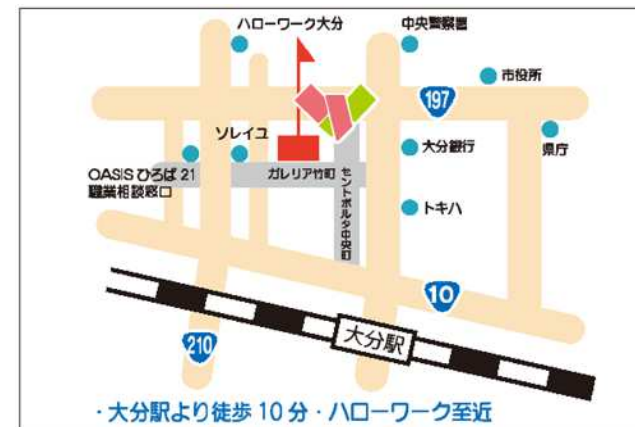 ハローワーク大分
中央警察署
市役所
197
ソレイユ
大分銀行
県庁
OASISひろば21
職業相談窓口
ガレリア竹町
セントポルタ中央町
トキハ
10
大分駅
210
・大分駅より徒歩10分・ハローワーク至近